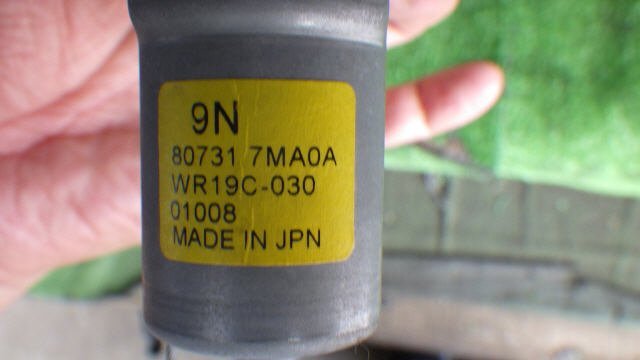 9N
80731 7MA0A
WR19C-030
01008
MADE IN JPN